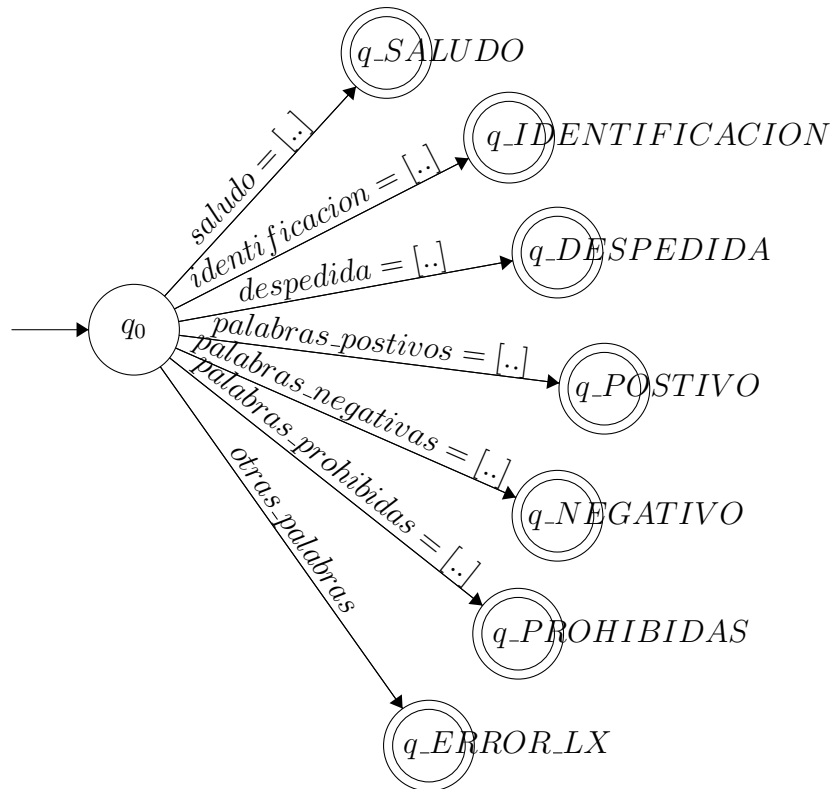 q_SALUDO
saludo = [..]
q_IDENTIFICACION
identificacion = [..]
q_DESPEDIDA
despedida = [..]
q0
palabras_postivos = [..]
q_POSTIVO
palabras_negativas = [..]
q_NEGATIVO
palabras_prohibidas = [..]
q_PROHIBIDAS
otras_palabras
q_ERROR_LX